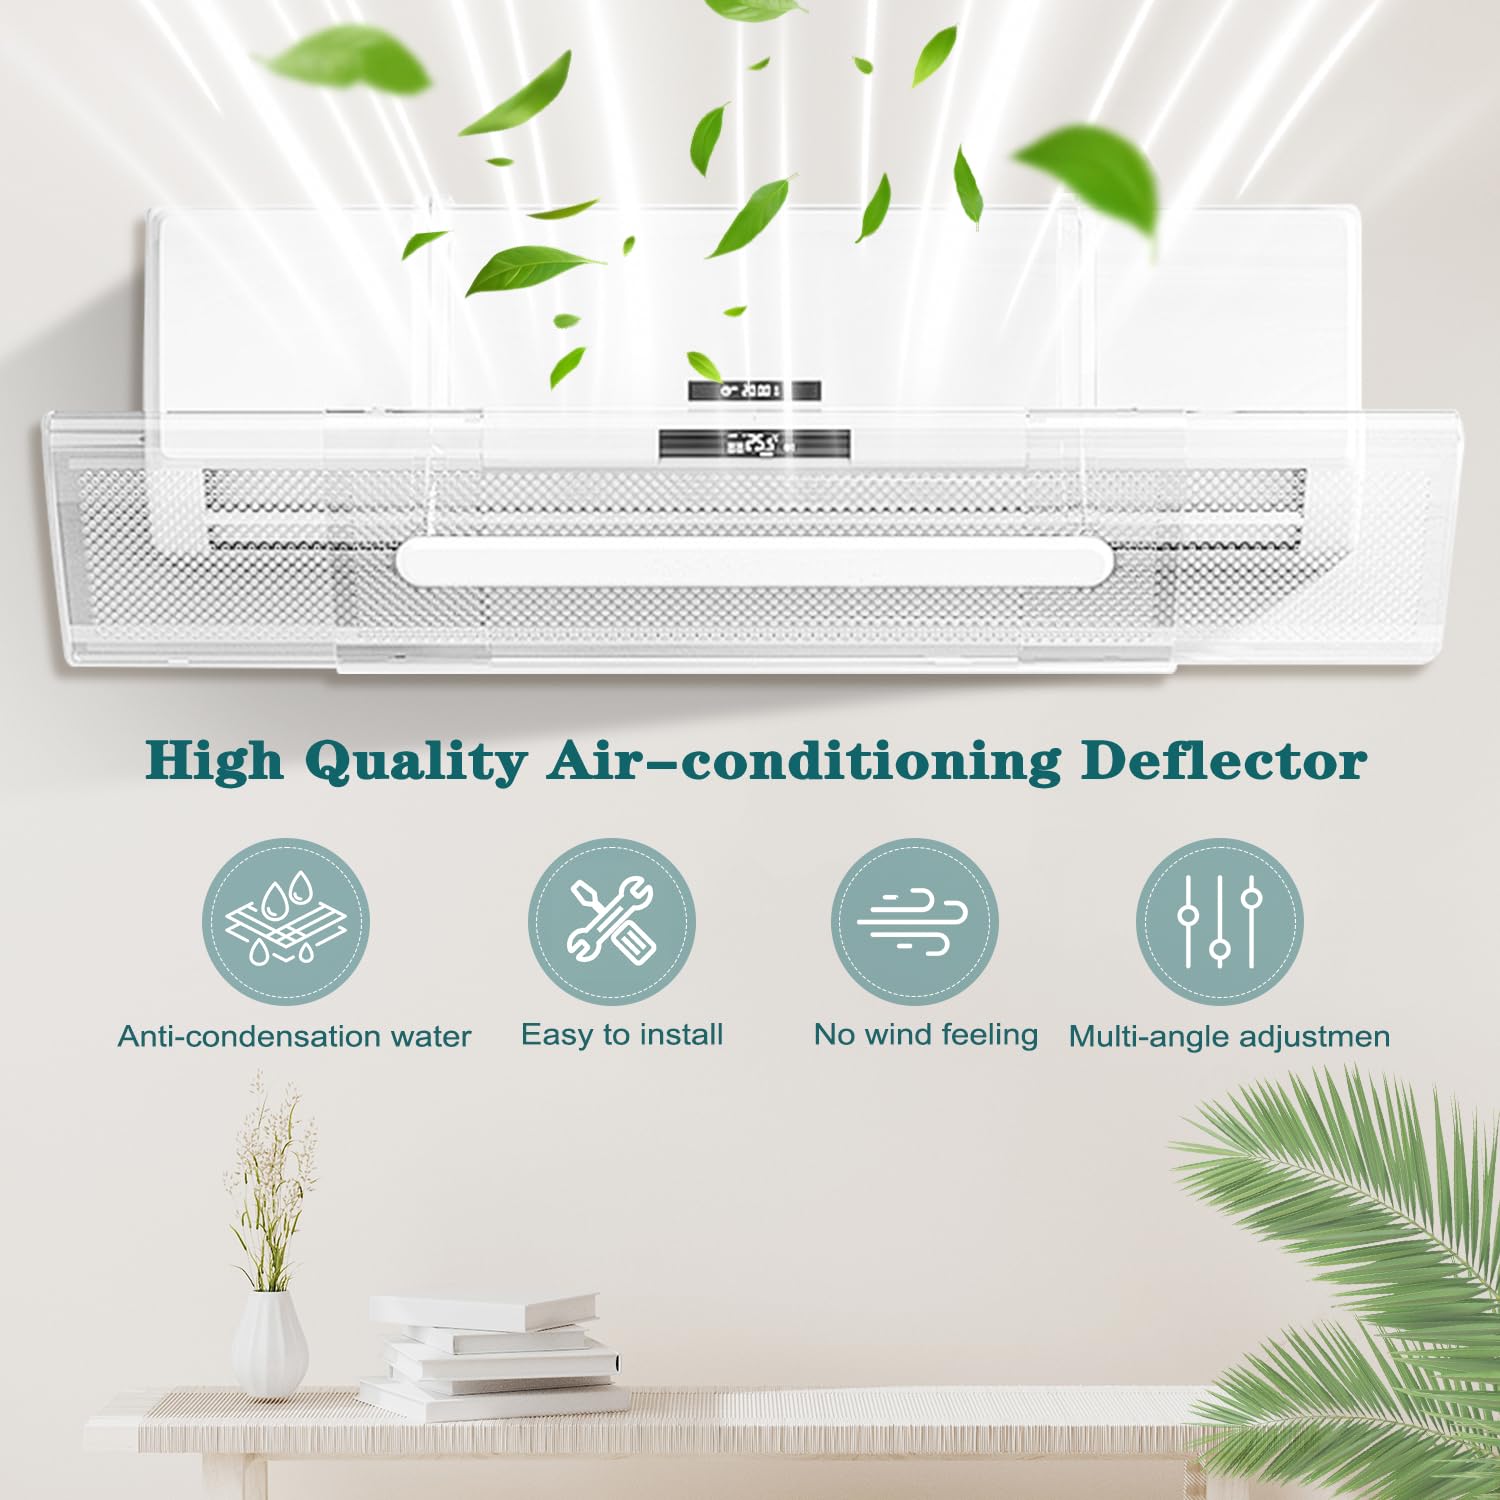 High Quality Air-conditioning Deflector
Anti-condensation water
Easy to install
No wind feeling
Multi-angle adjustmen